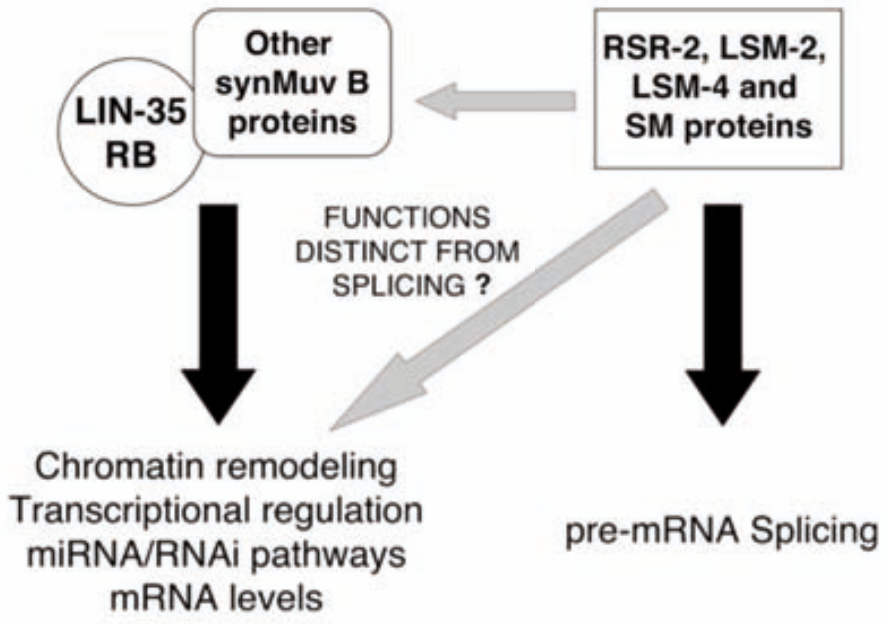 LIN-35
RB
Other
synMuv B
proteins
RSR-2, LSM-2,
LSM-4 and
SM proteins
FUNCTIONS
DISTINCT FROM
SPLICING ?
Chromatin remodeling
Transcriptional regulation
miRNA/RNAi pathways
mRNA levels
pre-mRNA Splicing